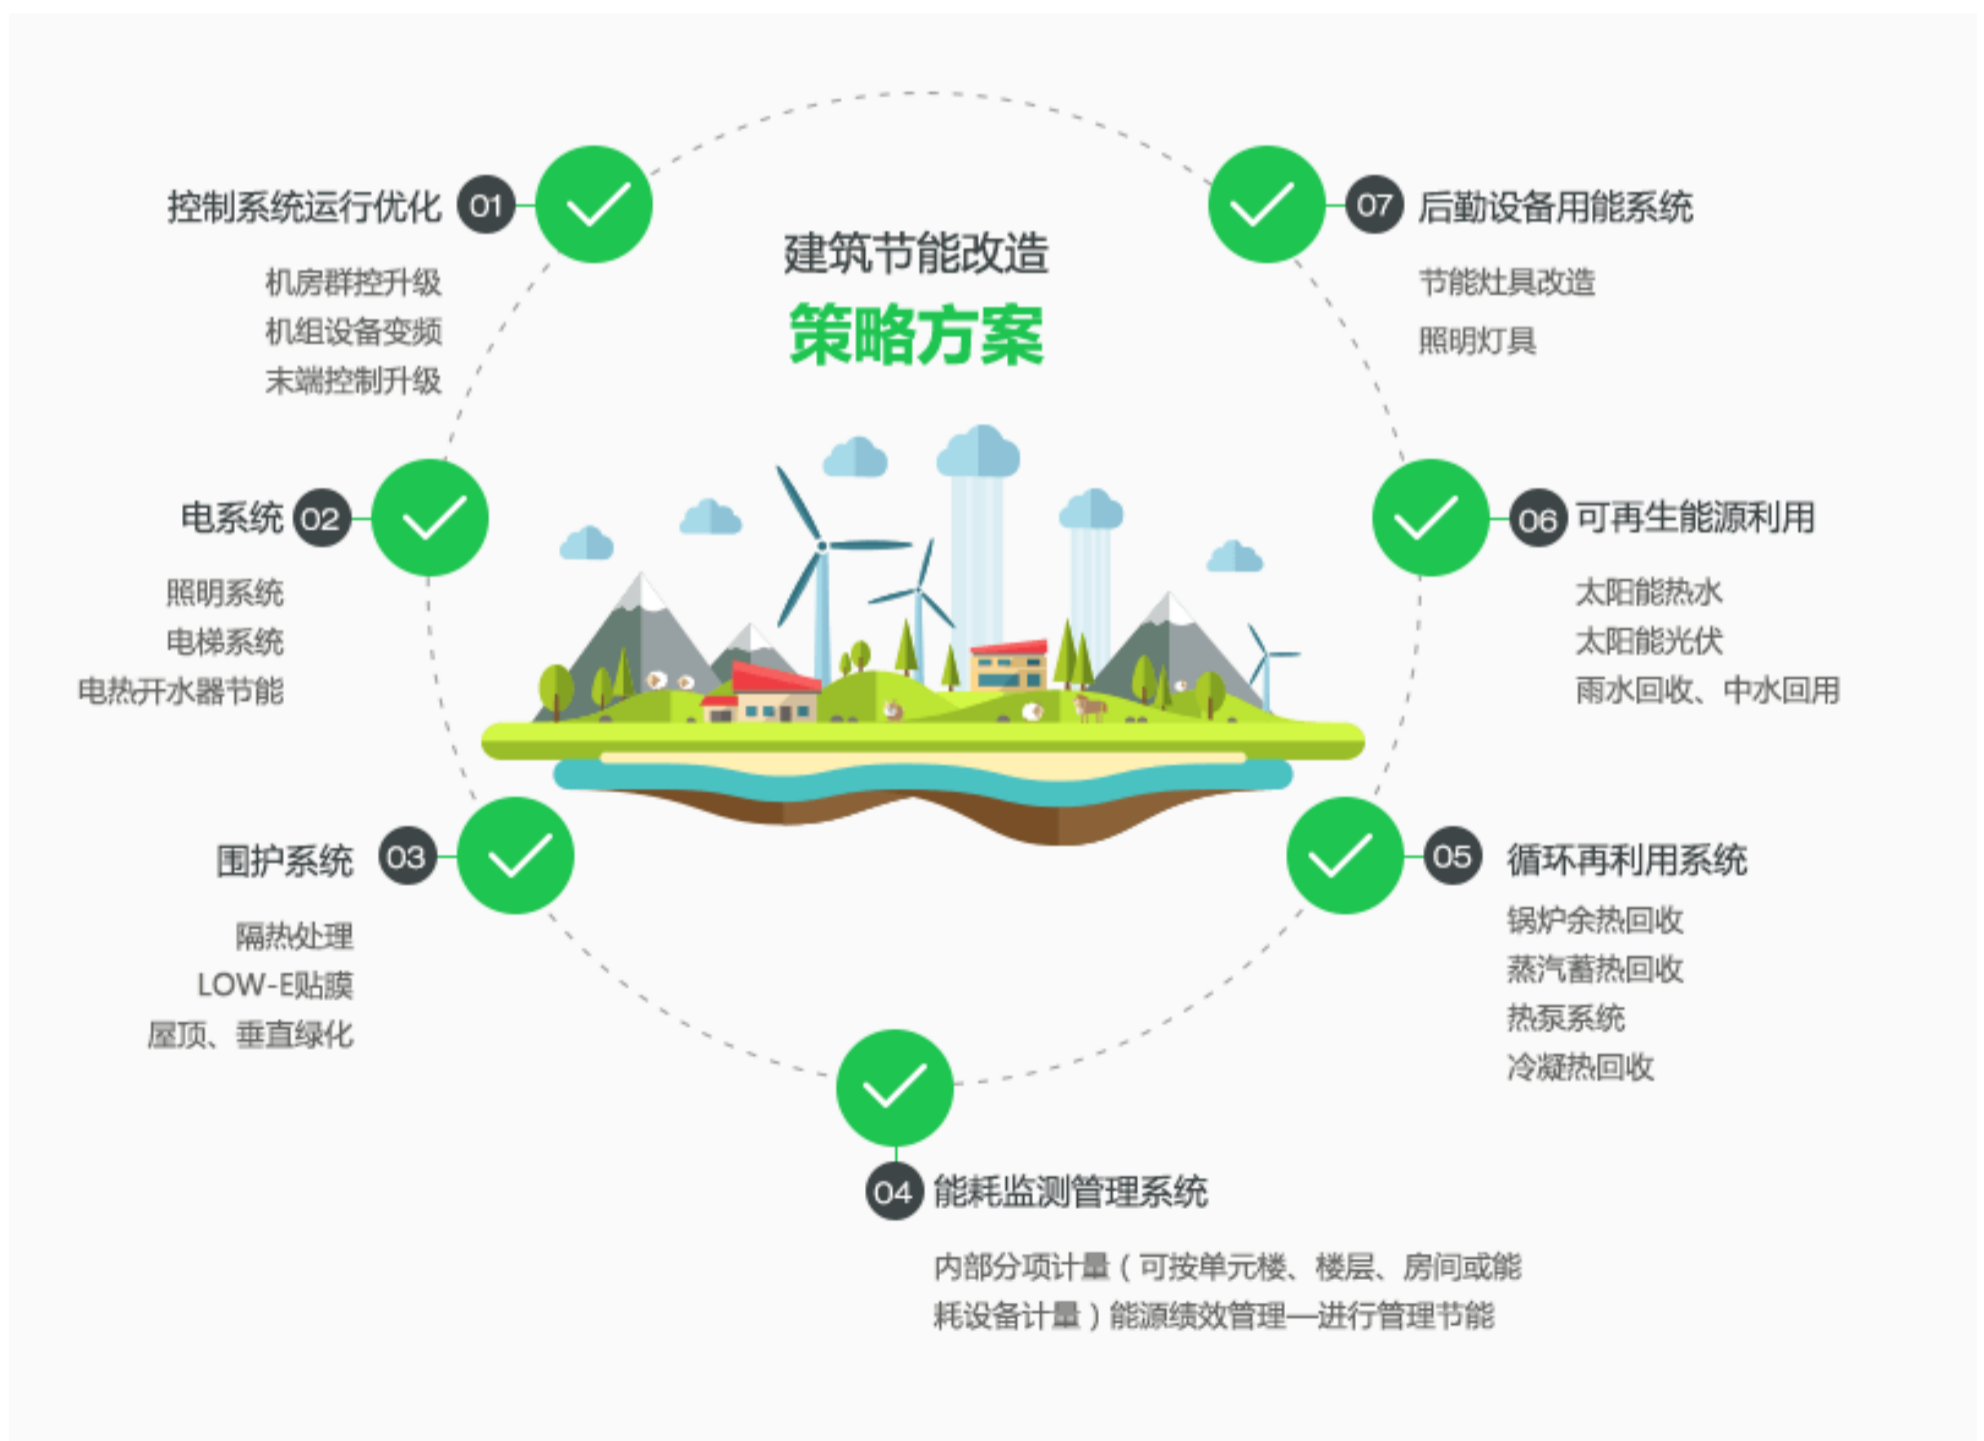 建筑节能改造
策略方案
01
控制系统运行优化
机房群控升级
机组设备变频
末端控制升级
02
电系统
照明系统
电梯系统
电热开水器节能
03
围护系统
隔热处理
LOW-E贴膜
屋顶、垂直绿化
04
能耗监测管理系统
内部分项计量（可按单元楼、楼层、房间或能
耗设备计量）能源绩效管理—进行管理节能
05
循环再利用系统
锅炉余热回收
蒸汽蓄热回收
热泵系统
冷凝热回收
06
可再生能源利用
太阳能热水
太阳能光伏
雨水回收、中水回用
07
后勤设备用能系统
节能灶具改造
照明灯具